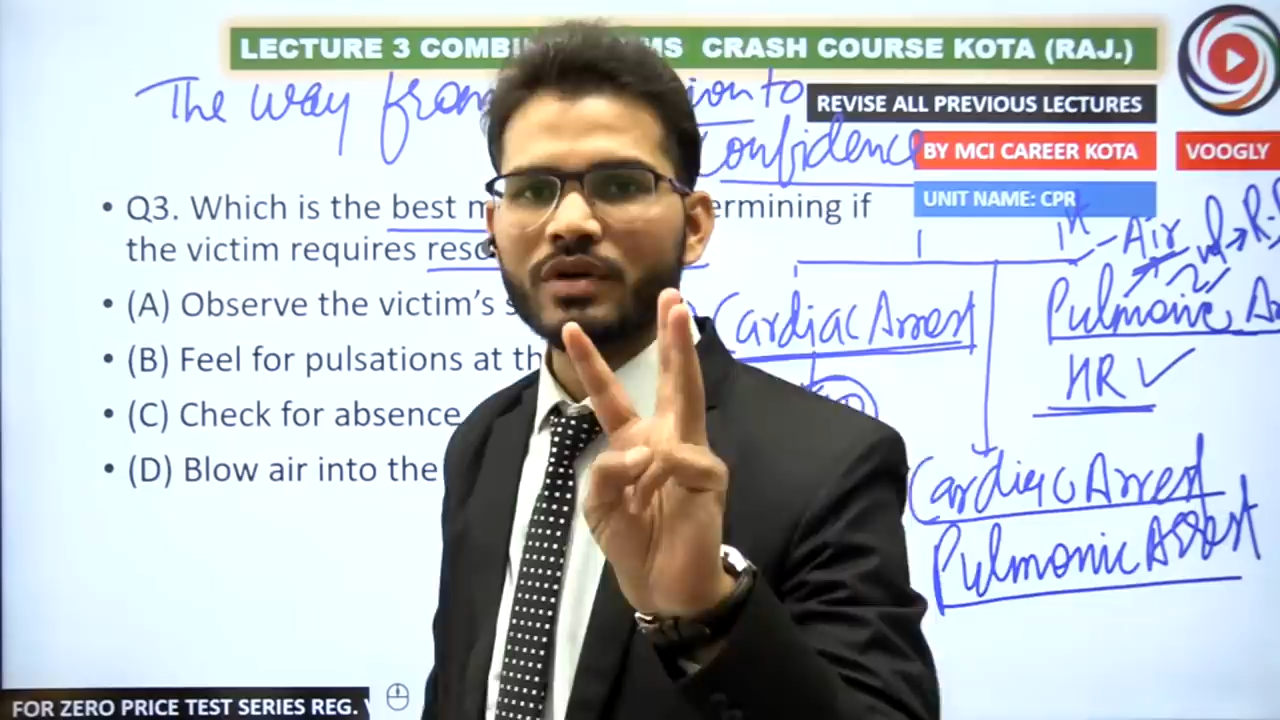 LECTURE 3 COMBI MS CRASH COURSE KOTA (RAJ.)
The way from ion to
Confidence
REVISE ALL PREVIOUS LECTURES
BY MCI CAREER KOTA
VOOGLY
UNIT NAME: CPR
• Q3. Which is the best m ermining if
the victim requires resc
• (A) Observe the victim's s
• (B) Feel for pulsations at th
• (C) Check for absence
• (D) Blow air into the
Cardiac Arrest
1st
Air
Pulmonic A
HR ✓
Cardiac Arrest
Pulmonic Arrest
FOR ZERO PRICE TEST SERIES REG.